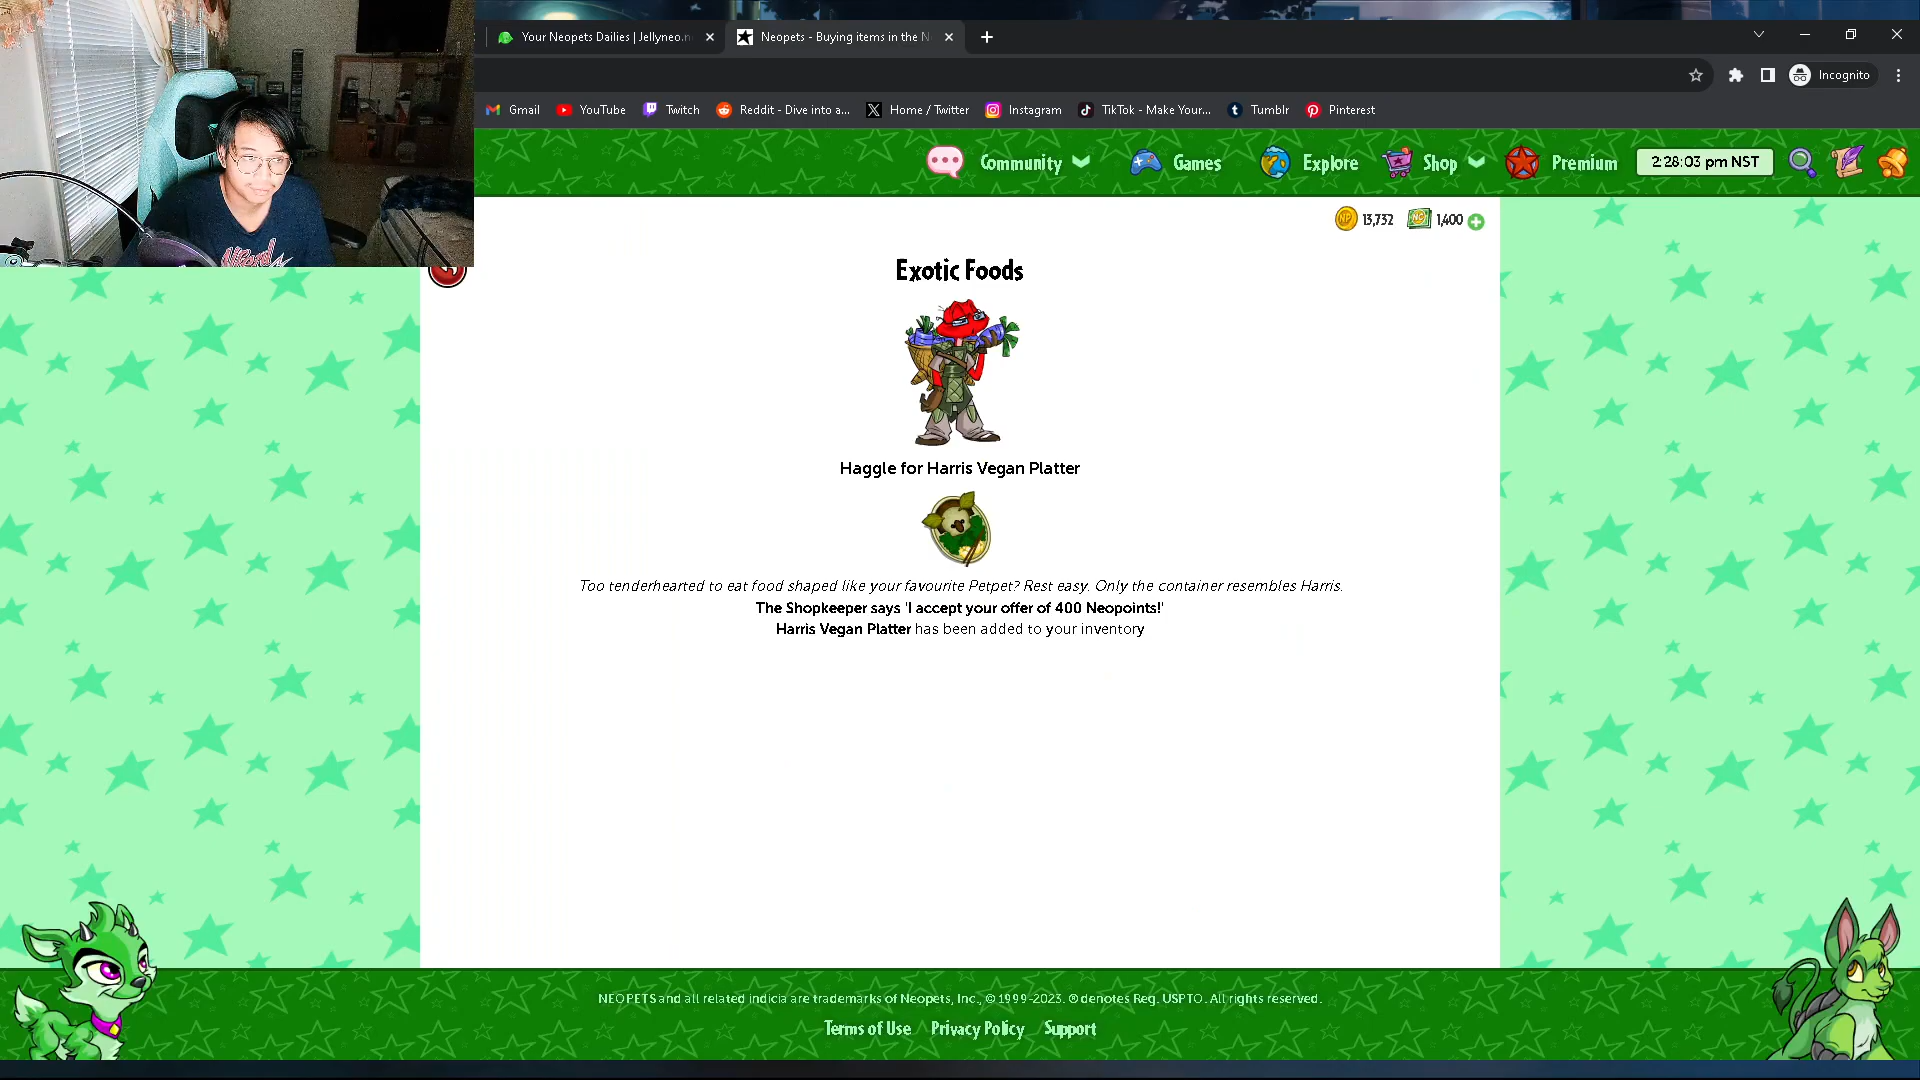 Your Neopets Dailies | Jellyneo.n
Neopets - Buying items in the N
Incognito
Gmail
YouTube
Twitch
Reddit - Dive into a...
Home / Twitter
Instagram
TikTok - Make Your...
Tumblr
Pinterest
Community
Games
Explore
Shop
Premium
2:28:03 pm NST
NP 13,732
NC 1,400
Exotic Foods
Haggle for Harris Vegan Platter
Too tenderhearted to eat food shaped like your favourite Petpet? Rest easy. Only the container resembles Harris.
The Shopkeeper says 'I accept your offer of 400 Neopoints!'
Harris Vegan Platter has been added to your inventory
NEOPETS and all related indicia are trademarks of Neopets, Inc., © 1999-2023. ® denotes Reg. USPTO. All rights reserved.
Terms of Use
Privacy Policy
Support